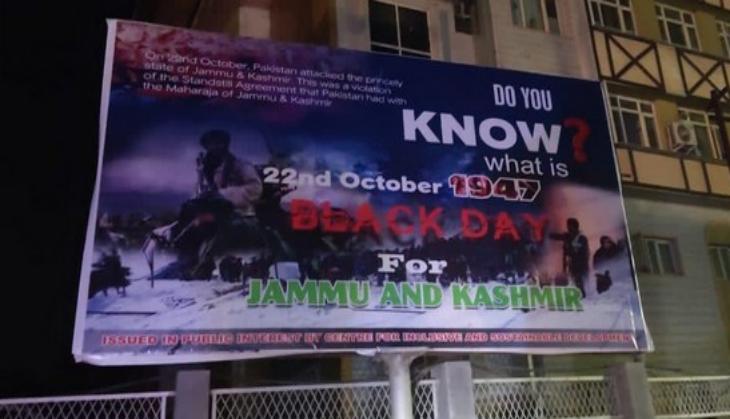 On 22nd October, Pakistan attacked the princely
state of Jammu & Kashmir. This was a violation
of the Standstill Agreement that Pakistan had with
the Maharaja of Jammu & Kashmir
DO YOU
KNOW?
what is
22nd October 1947
BLACK DAY
For
JAMMU AND KASHMIR
ISSUED IN PUBLIC INTEREST BY CENTRE FOR INCLUSIVE AND SUSTAINABLE DEVELOPMENT